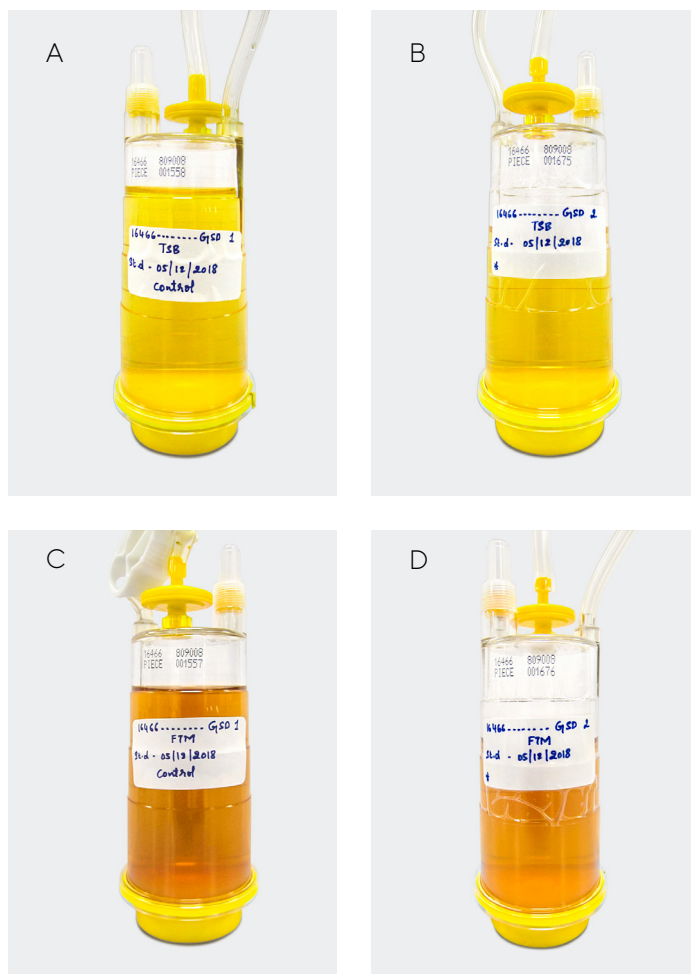 A
16466 809008
PIECE 001558
16466-------- GSD 1
TSB
St.d - 05/12/2018
Control
B
16466 809008
PIECE 001675
16466-------- GSD 2
TSB
St.d - 05/12/2018
t
C
16466 809008
PIECE 001557
16466-------- GSD 1
FTM
St.d - 05/12/2018
Control
D
16466 809008
PIECE 001676
16466-------- GSD 2
FTM
St.d - 05/12/2018
t